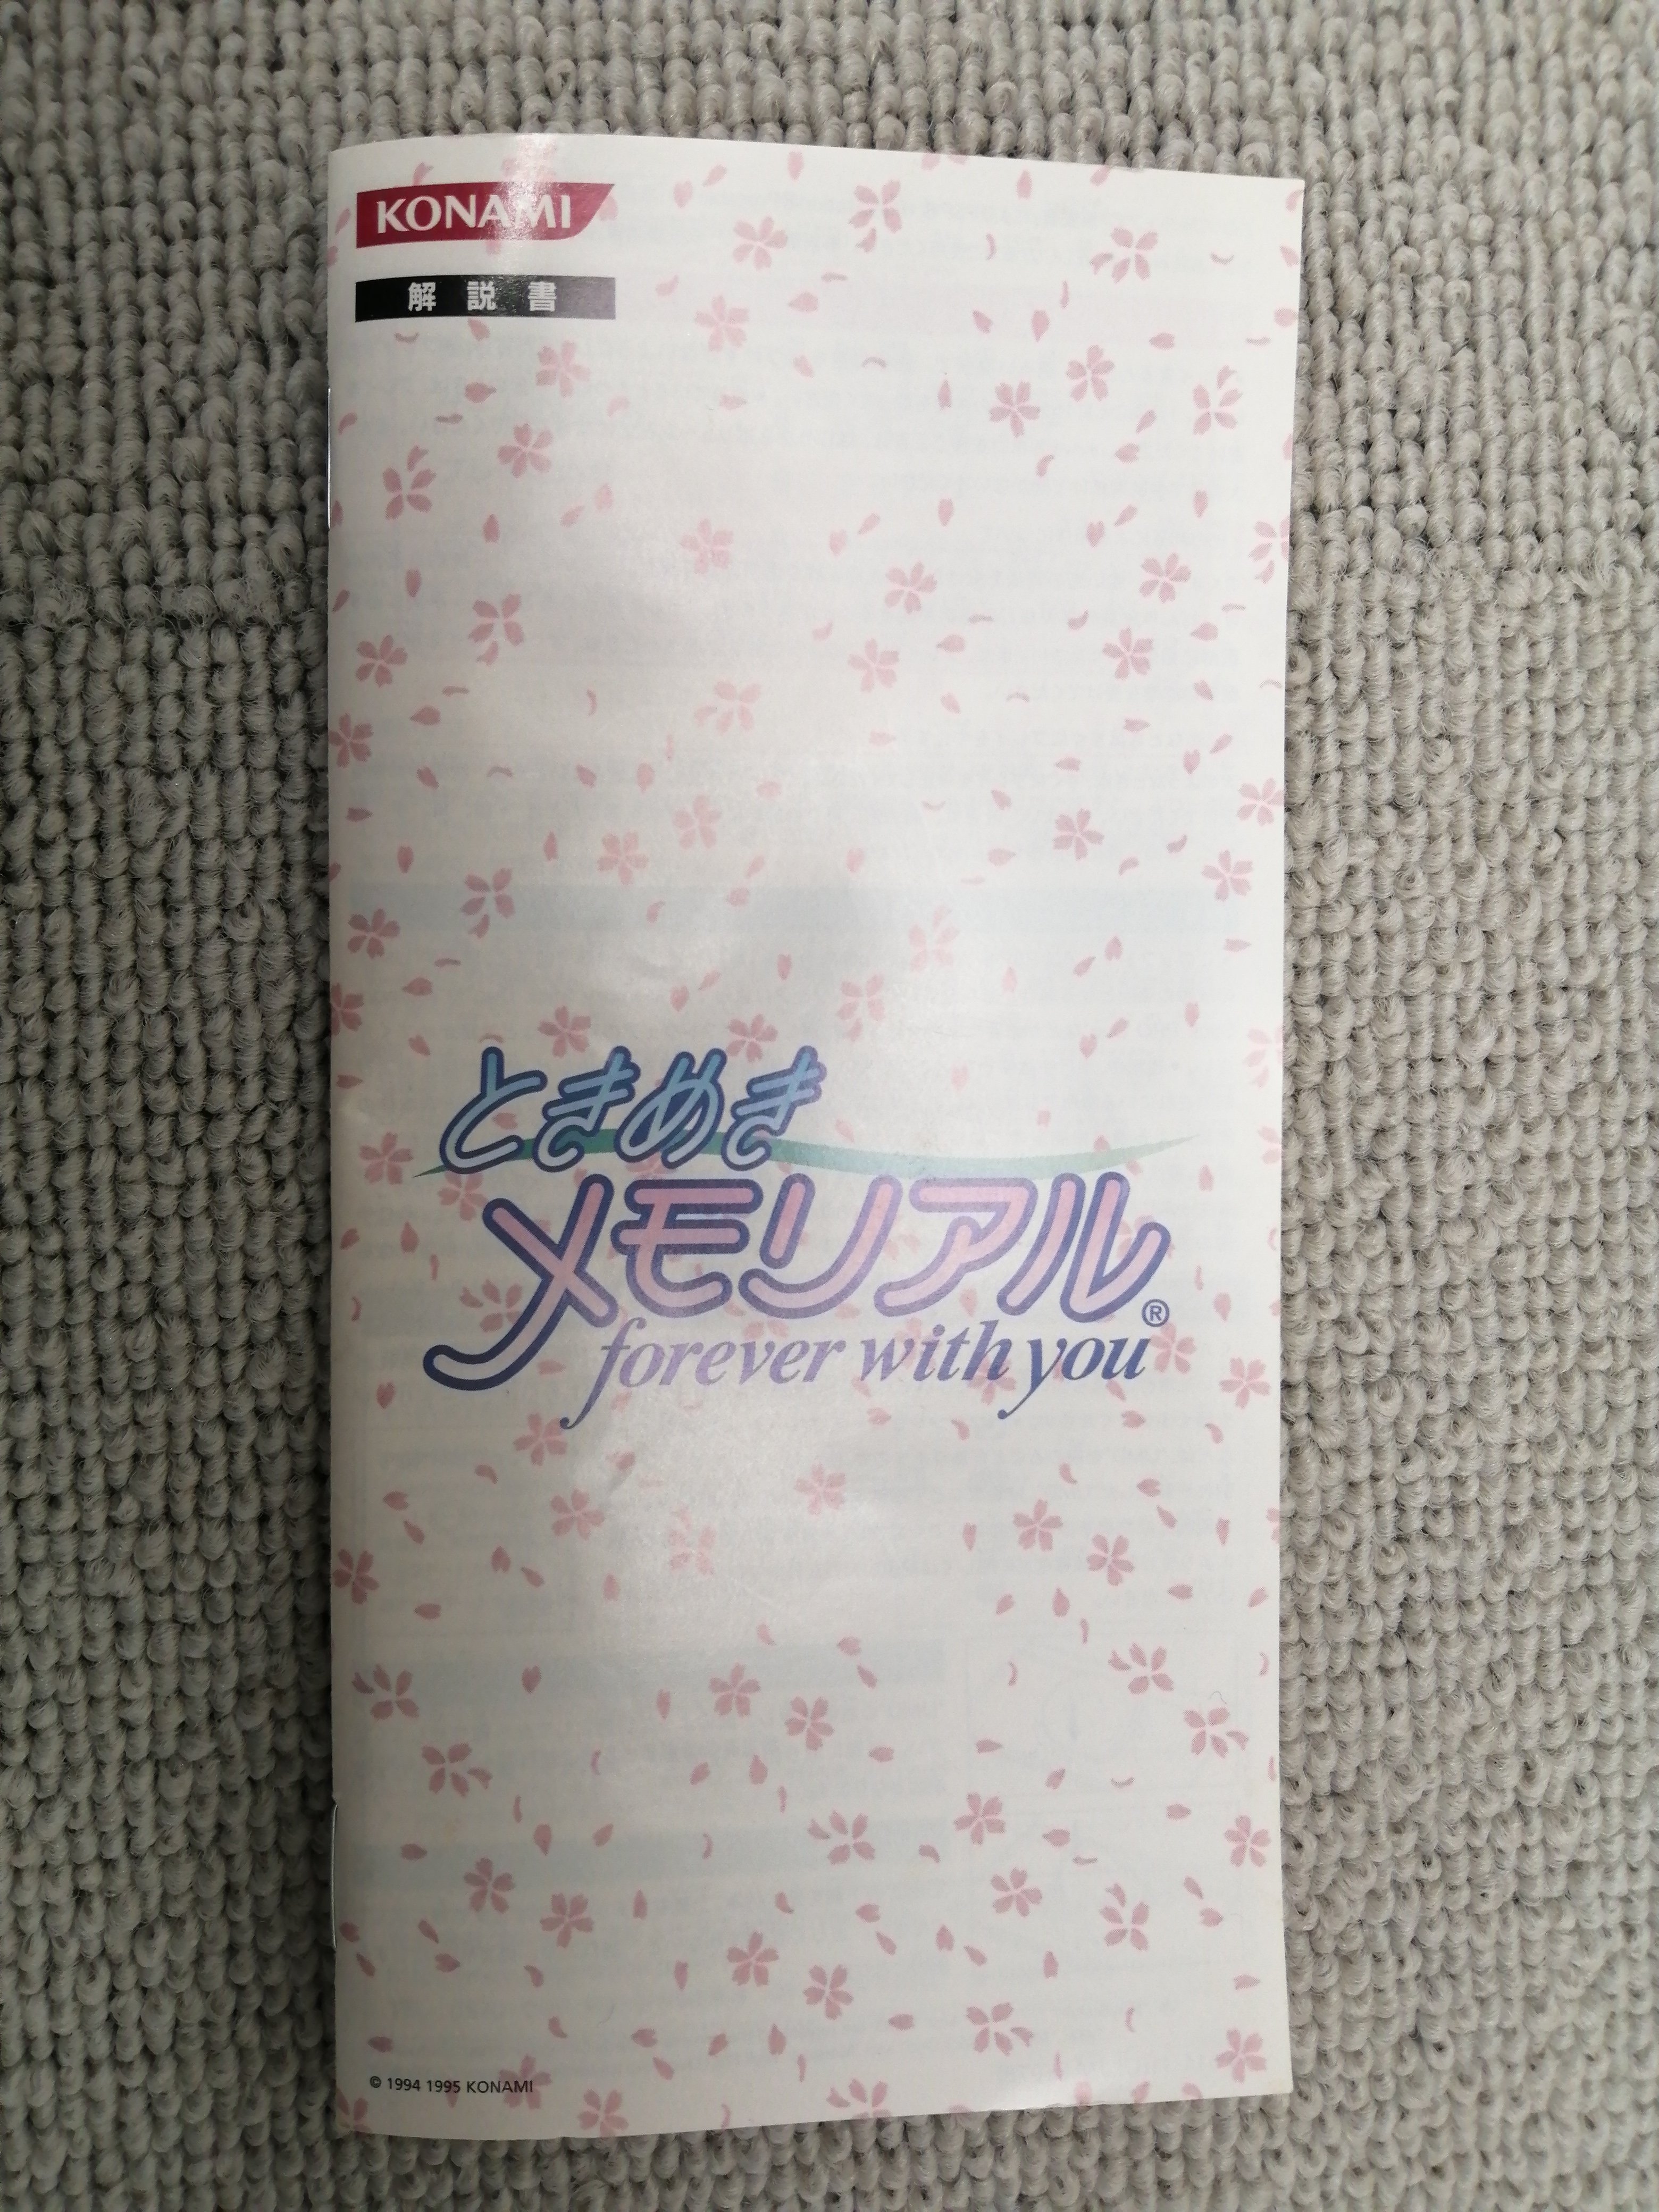 KONAMI
解説書
ときめき
メモリアル®
forever with you
© 1994 1995 KONAMI